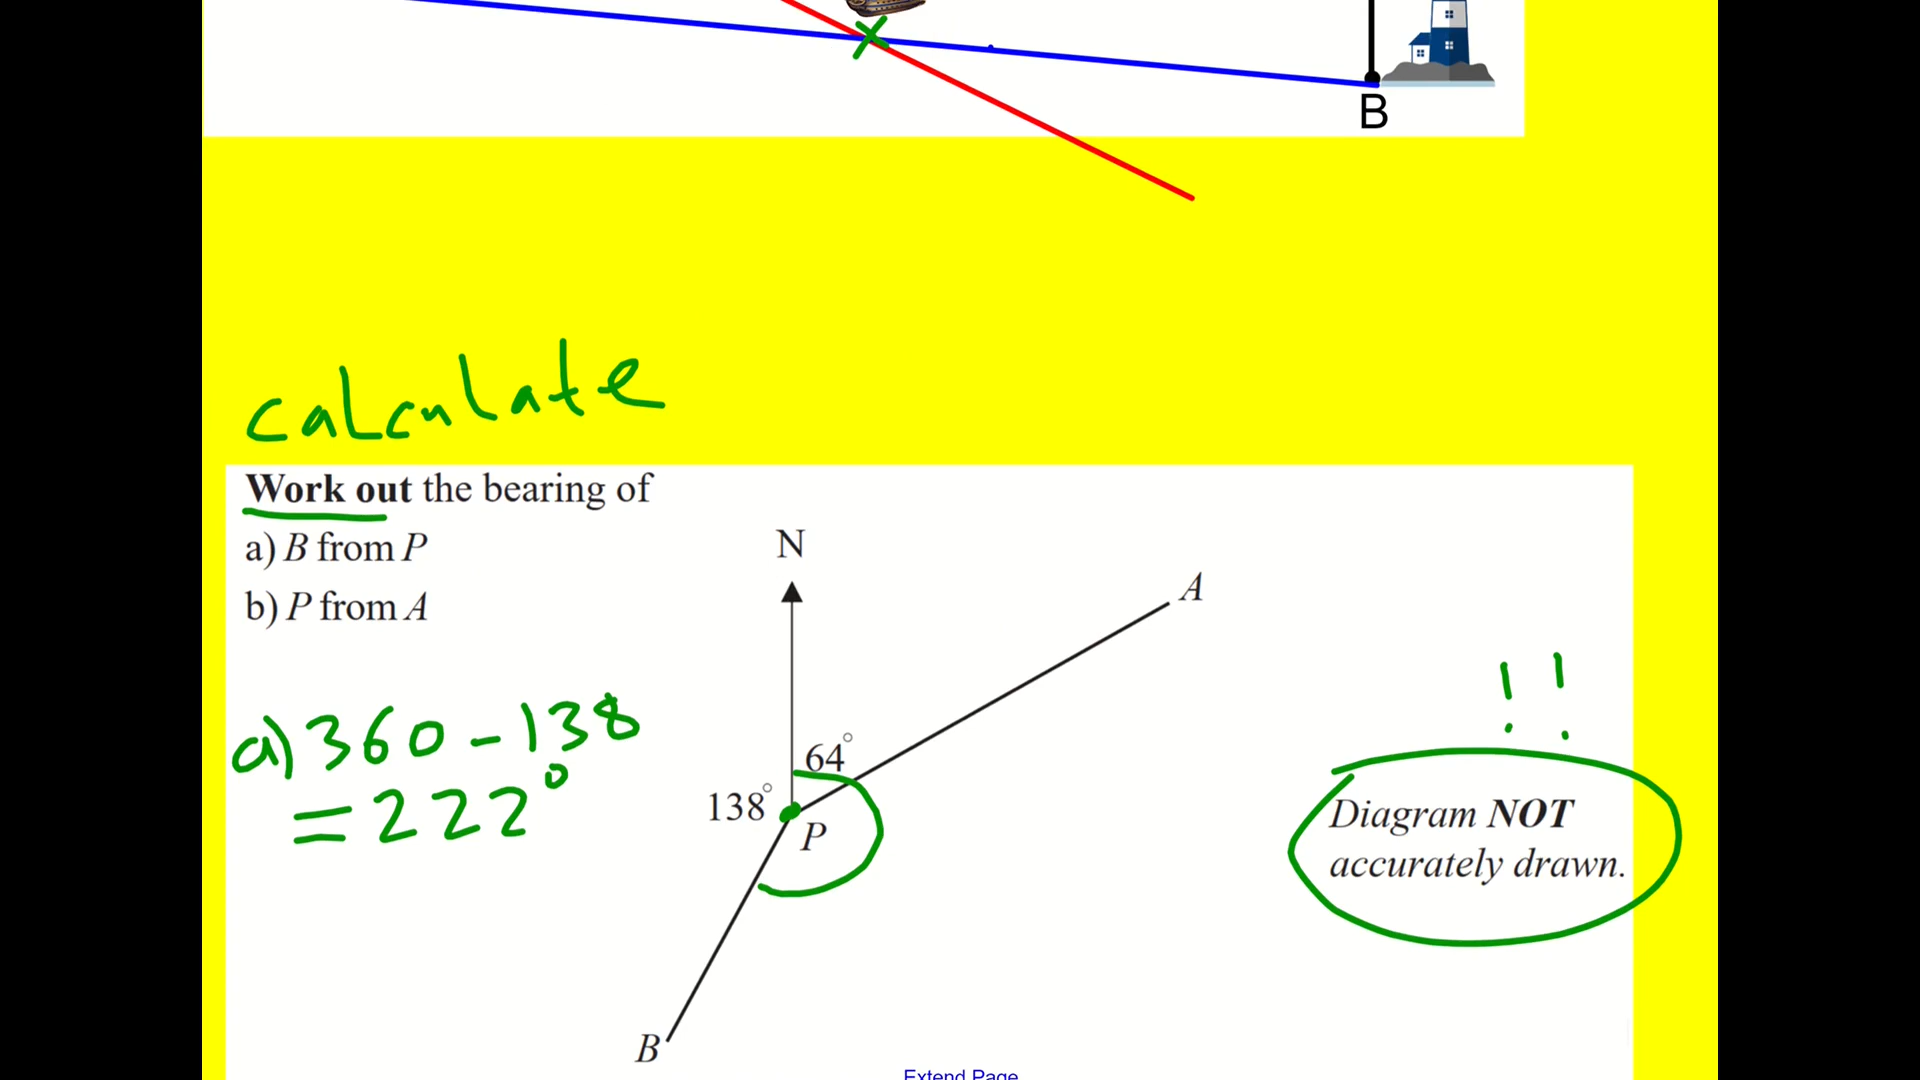 B
calculate
Work out the bearing of
a) B from P
b) P from A
N
A
a) 360 - 138
= 222°
64°
138°
P
! !
Diagram NOT
accurately drawn.
B
Extend Page